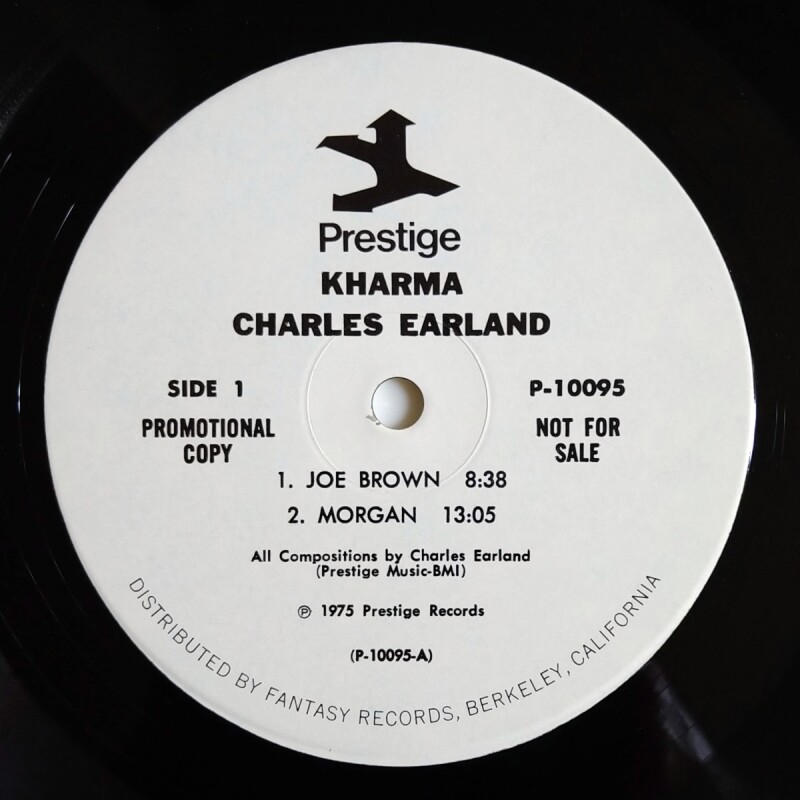 Prestige
KHARMA
CHARLES EARLAND
SIDE 1
P-10095
PROMOTIONAL
COPY
NOT FOR
SALE
1. JOE BROWN 8:38
2. MORGAN 13:05
All Compositions by Charles Earland
(Prestige Music-BMI)
℗ 1975 Prestige Records
(P-10095-A)
DISTRIBUTED BY FANTASY RECORDS, BERKELEY, CALIFORNIA